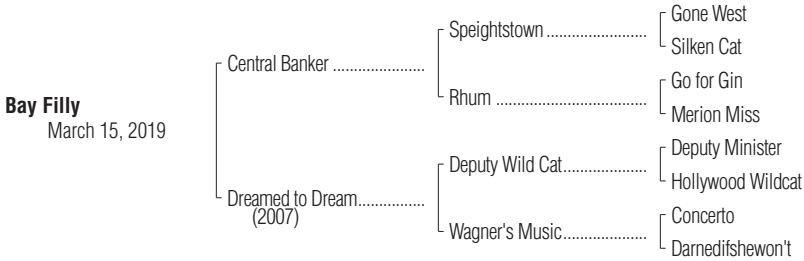 Gone West
Speightstown ........................
Silken Cat
Central Banker ......................
Go for Gin
Rhum ....................................
Merion Miss
Bay Filly
March 15, 2019
Deputy Minister
Deputy Wild Cat....................
Hollywood Wildcat
Dreamed to Dream................
(2007)
Concerto
Wagner's Music....................
Darnedifshewon't